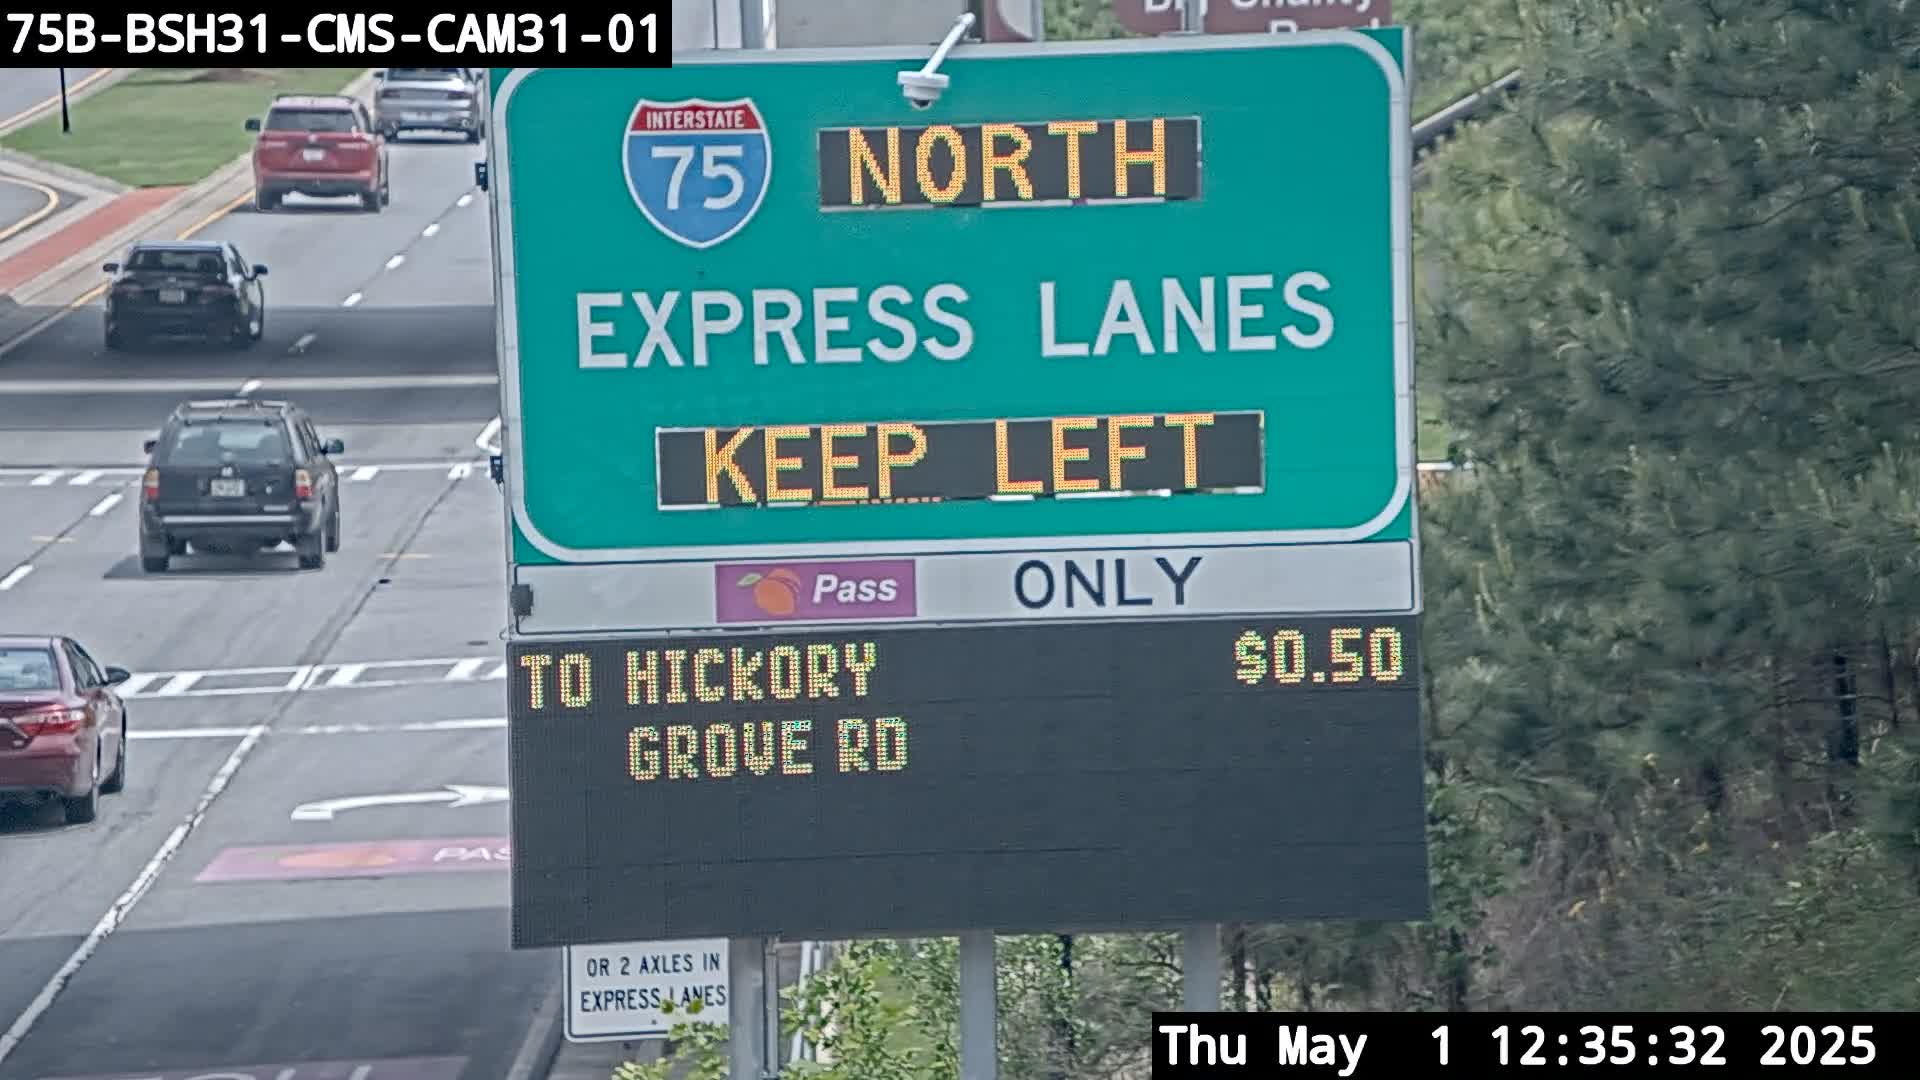 75B-BSH31-CMS-CAM31-01
INTERSTATE
75
NORTH
EXPRESS LANES
KEEP LEFT
Pass ONLY
TO HICKORY $0.50
GROVE RD
OR 2 AXLES IN
EXPRESS LANES
Thu May 1 12:35:32 2025